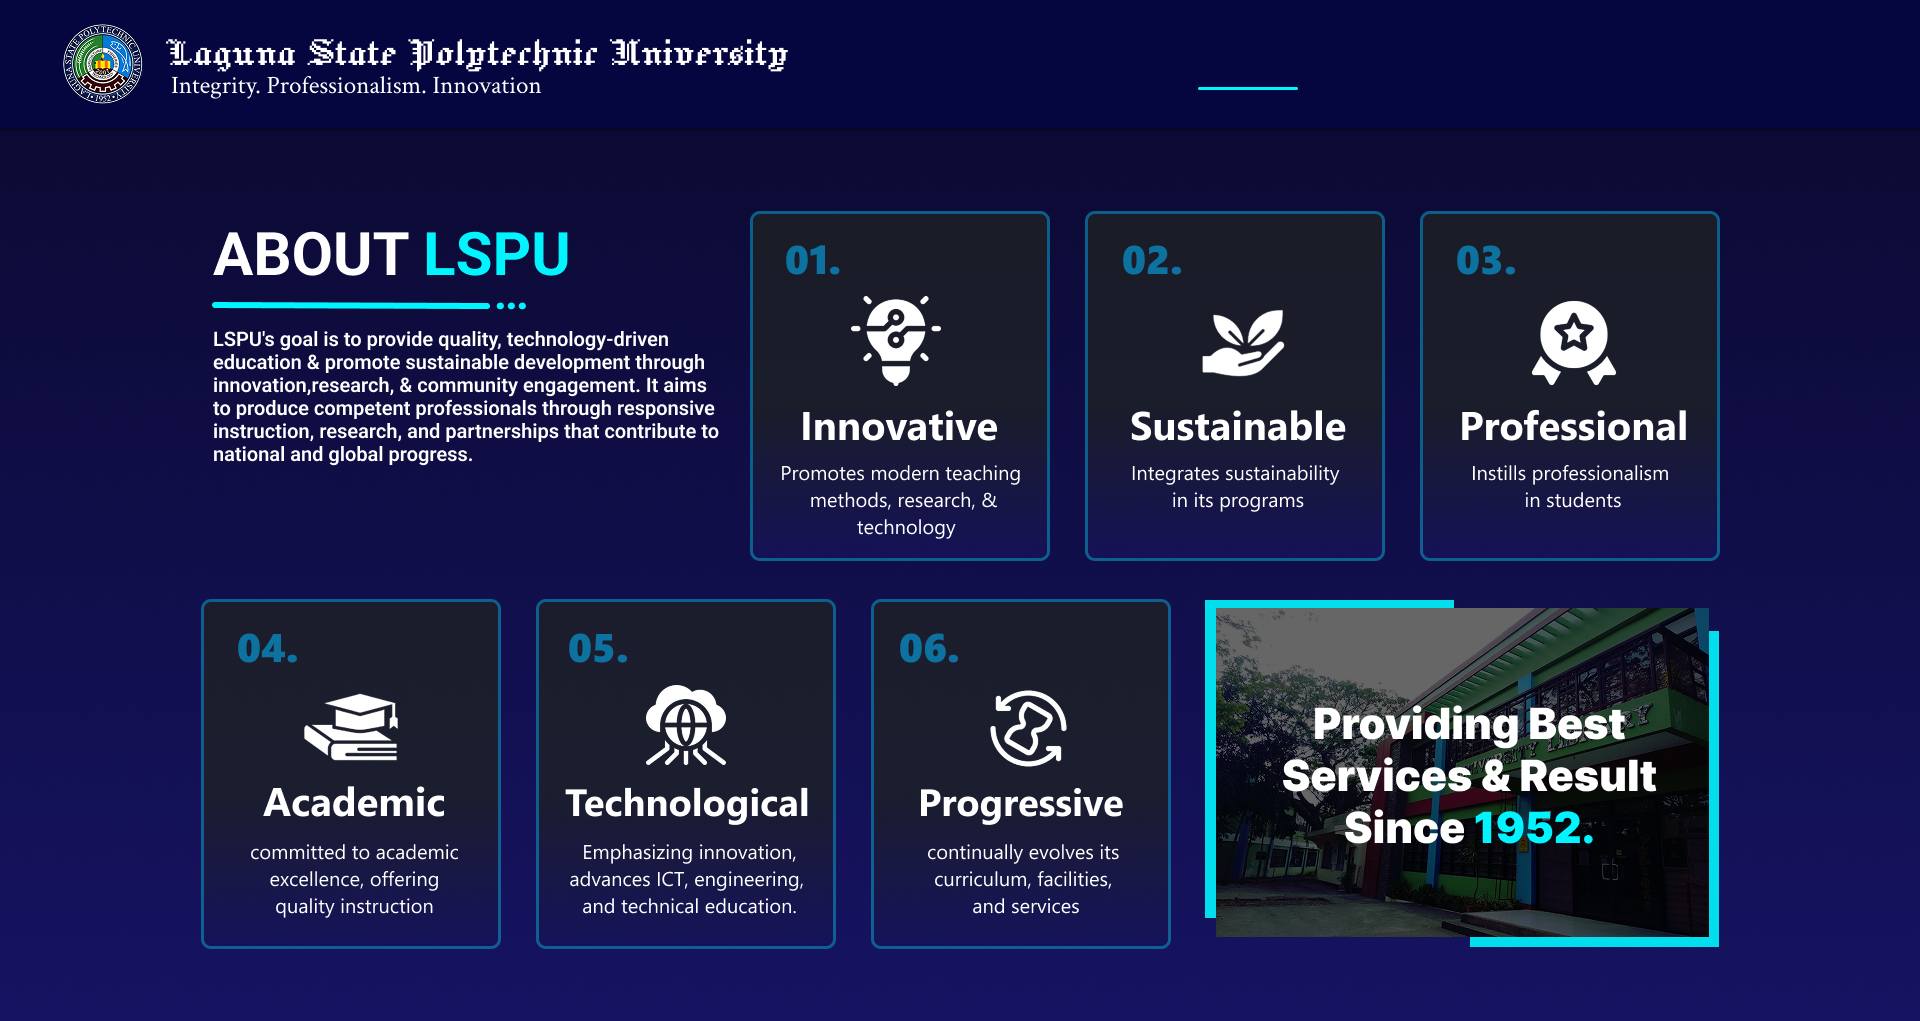 LAGUNA STATE POLYTECHNIC UNIVERSITY
1952
Laguna State Polytechnic University
Integrity. Professionalism. Innovation
ABOUT LSPU
LSPU's goal is to provide quality, technology-driven
education & promote sustainable development through
innovation,research, & community engagement. It aims
to produce competent professionals through responsive
instruction, research, and partnerships that contribute to
national and global progress.
01.
Innovative
Promotes modern teaching
methods, research, &
technology
02.
Sustainable
Integrates sustainability
in its programs
03.
Professional
Instills professionalism
in students
04.
Academic
committed to academic
excellence, offering
quality instruction
05.
Technological
Emphasizing innovation,
advances ICT, engineering,
and technical education.
06.
Progressive
continually evolves its
curriculum, facilities,
and services
Providing Best
Services & Result
Since 1952.